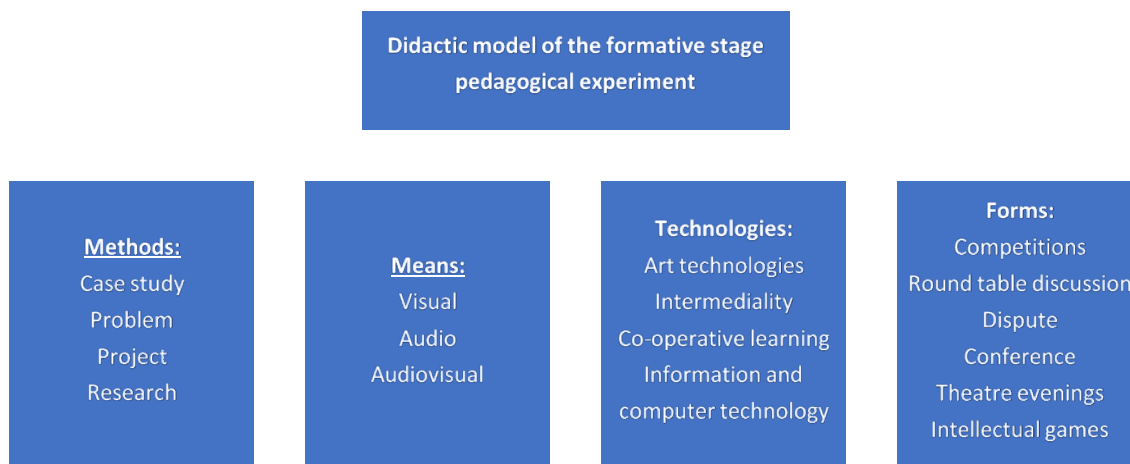 Didactic model of the formative stage
pedagogical experiment
Methods:
Case study
Problem
Project
Research
Means:
Visual
Audio
Audiovisual
Technologies:
Art technologies
Intermediality
Co-operative learning
Information and
computer technology
Forms:
Competitions
Round table discussion
Dispute
Conference
Theatre evenings
Intellectual games